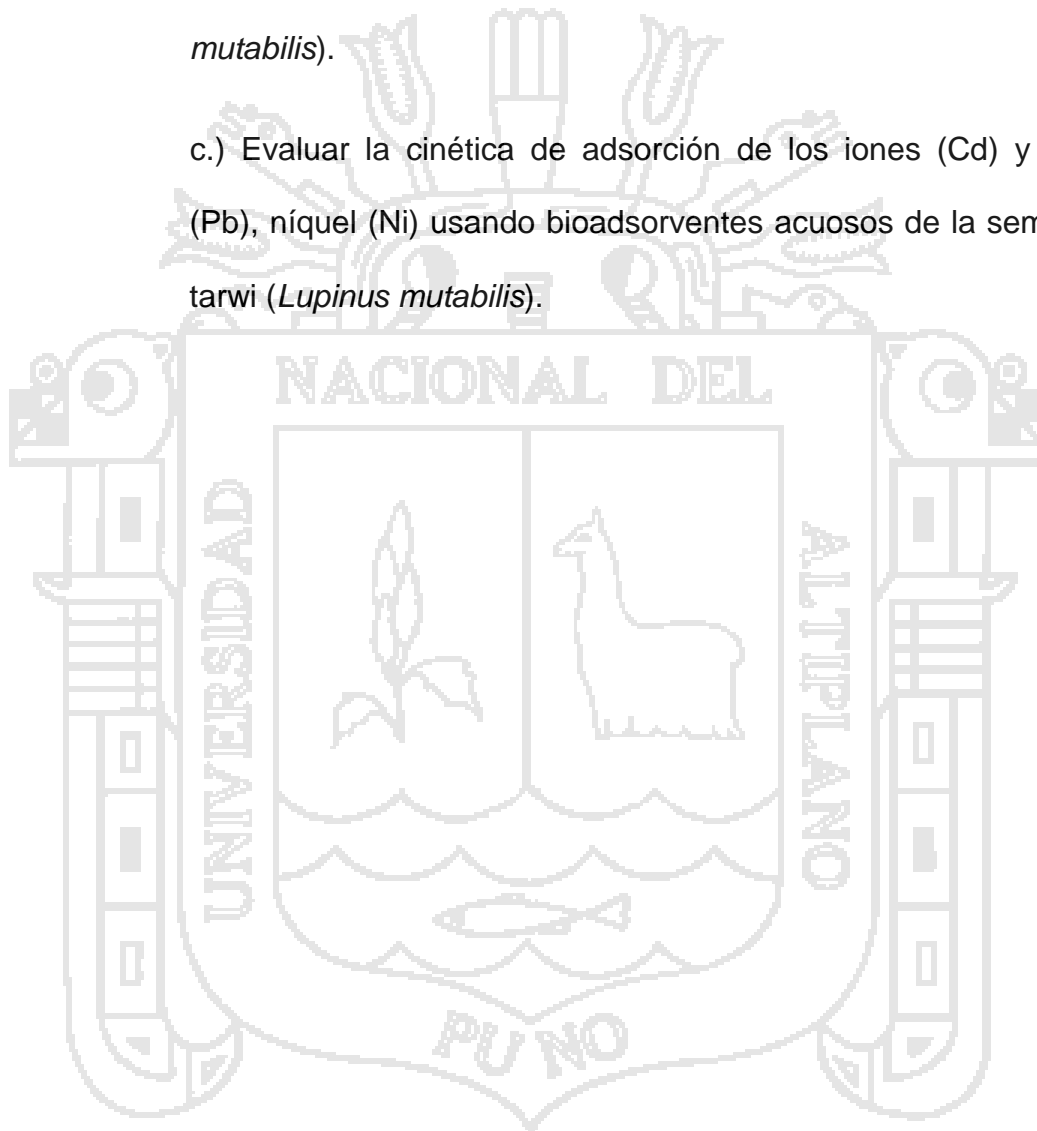 mutabilis).
c.) Evaluar la cinética de adsorción de los iones (Cd) y
(Pb), níquel (Ni) usando bioadsorventes acuosos de la
tarwi (Lupinus mutabilis).
NACIONAL DEL
UNIVERSIDAD
ALTIPLANO
PUNO